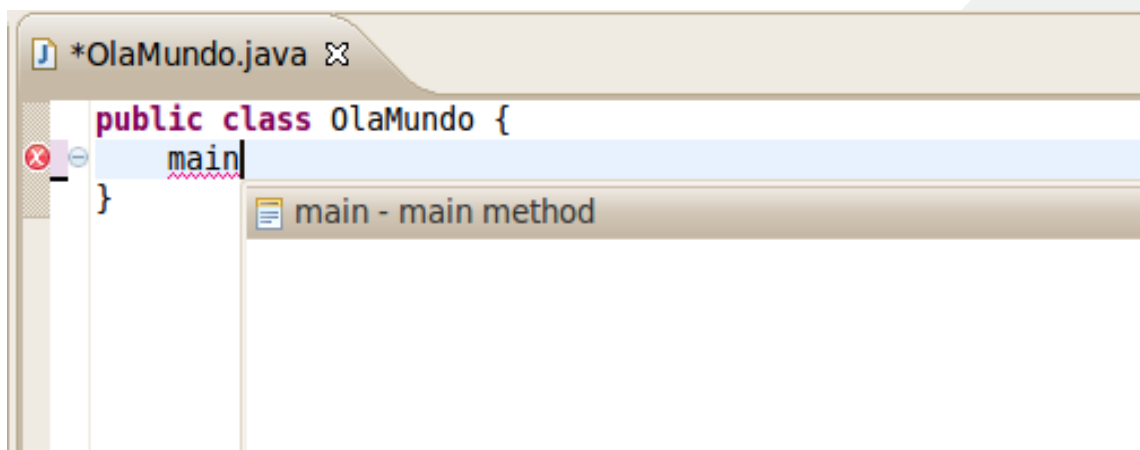 *OlaMundo.java
public class OlaMundo {
main
}
main - main method